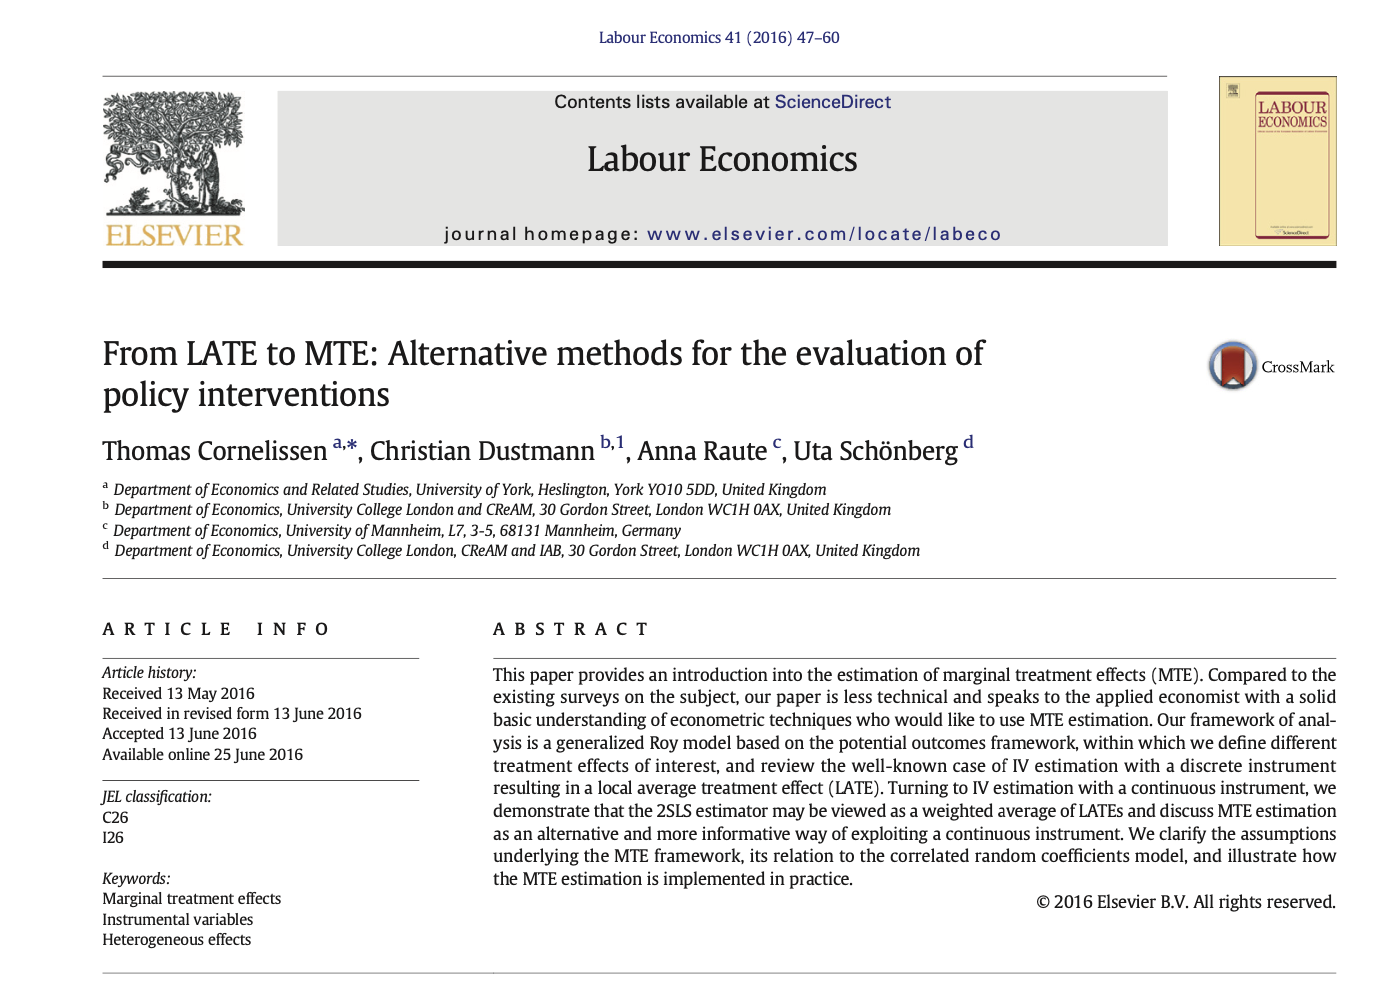 Labour Economics 41 (2016) 47–60
Contents lists available at ScienceDirect
Labour Economics
journal homepage: www.elsevier.com/locate/labeco
ELSEVIER
LABOUR
ECONOMICS
ScienceDirect
From LATE to MTE: Alternative methods for the evaluation of
policy interventions
CrossMark
Thomas Cornelissen a,*, Christian Dustmann b,1, Anna Raute c, Uta Schönberg d
a Department of Economics and Related Studies, University of York, Heslington, York YO10 5DD, United Kingdom
b Department of Economics, University College London and CReAM, 30 Gordon Street, London WC1H 0AX, United Kingdom
c Department of Economics, University of Mannheim, L7, 3-5, 68131 Mannheim, Germany
d Department of Economics, University College London, CReAM and IAB, 30 Gordon Street, London WC1H 0AX, United Kingdom
ARTICLE INFO
Article history:
Received 13 May 2016
Received in revised form 13 June 2016
Accepted 13 June 2016
Available online 25 June 2016
JEL classification:
C26
I26
Keywords:
Marginal treatment effects
Instrumental variables
Heterogeneous effects
ABSTRACT
This paper provides an introduction into the estimation of marginal treatment effects (MTE). Compared to the
existing surveys on the subject, our paper is less technical and speaks to the applied economist with a solid
basic understanding of econometric techniques who would like to use MTE estimation. Our framework of anal-
ysis is a generalized Roy model based on the potential outcomes framework, within which we define different
treatment effects of interest, and review the well-known case of IV estimation with a discrete instrument
resulting in a local average treatment effect (LATE). Turning to IV estimation with a continuous instrument, we
demonstrate that the 2SLS estimator may be viewed as a weighted average of LATEs and discuss MTE estimation
as an alternative and more informative way of exploiting a continuous instrument. We clarify the assumptions
underlying the MTE framework, its relation to the correlated random coefficients model, and illustrate how
the MTE estimation is implemented in practice.
© 2016 Elsevier B.V. All rights reserved.